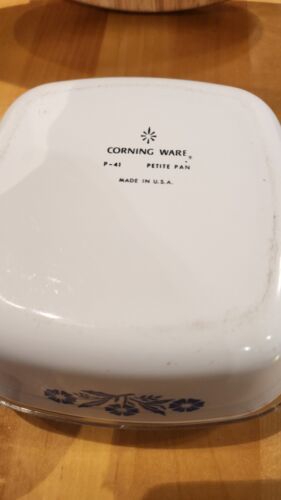 CORNING WARE®
P-41 PETITE PAN
MADE IN U.S.A.